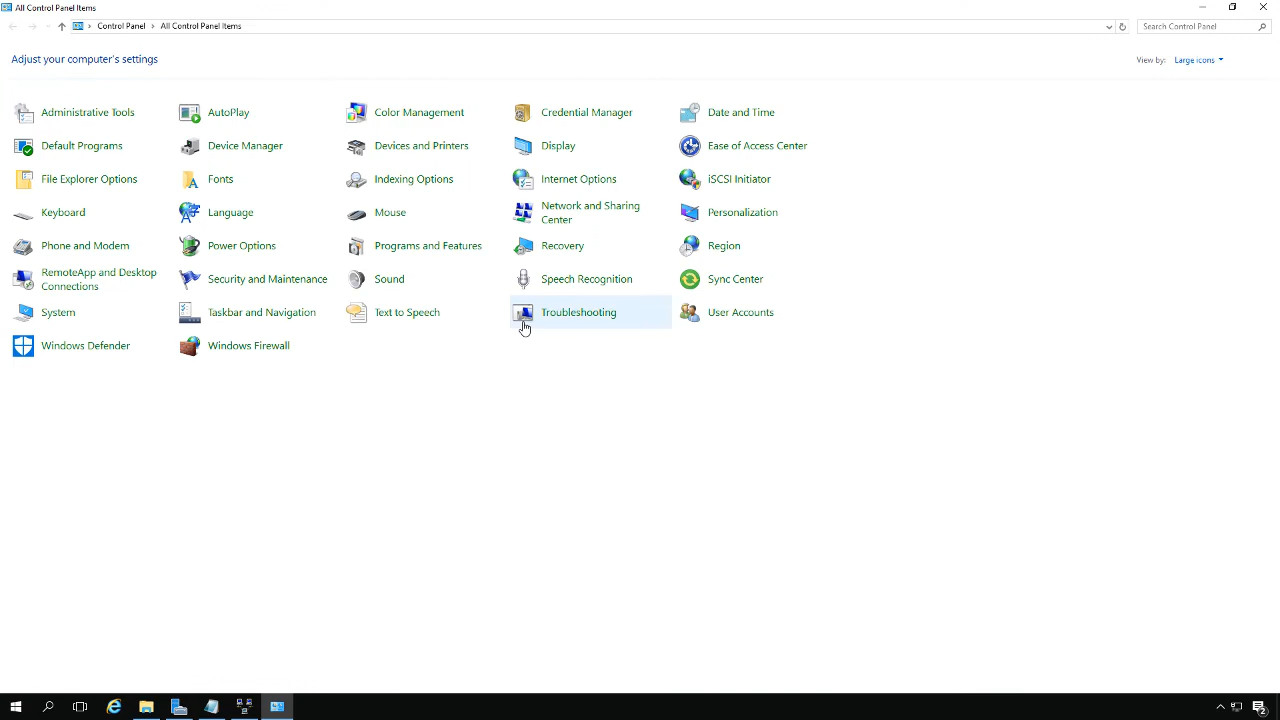 All Control Panel Items
Control Panel All Control Panel Items
Search Control Panel
Adjust your computer's settings
View by: Large icons
Administrative Tools
AutoPlay
Color Management
Credential Manager
Date and Time
Default Programs
Device Manager
Devices and Printers
Display
Ease of Access Center
File Explorer Options
Fonts
Indexing Options
Internet Options
iSCSI Initiator
Keyboard
Language
Mouse
Network and Sharing
Center
Personalization
Phone and Modem
Power Options
Programs and Features
Recovery
Region
RemoteApp and Desktop
Connections
Security and Maintenance
Sound
Speech Recognition
Sync Center
System
Taskbar and Navigation
Text to Speech
Troubleshooting
User Accounts
Windows Defender
Windows Firewall
2